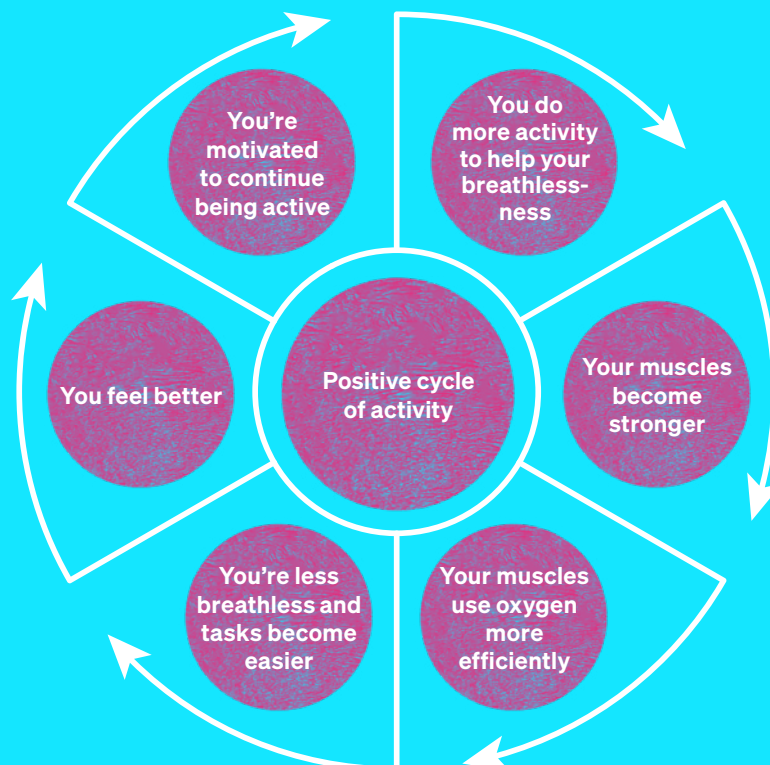 You're
motivated
to continue
being active
You do
more activity
to help your
breathless-
ness
You feel better
Positive cycle
of activity
Your muscles
become
stronger
You're less
breathless and
tasks become
easier
Your muscles
use oxygen
more
efficiently